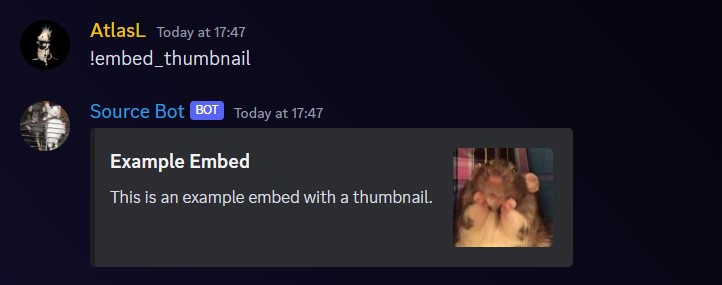 AtlasL Today at 17:47
!embed_thumbnail
Source Bot BOT Today at 17:47
Example Embed
This is an example embed with a thumbnail.